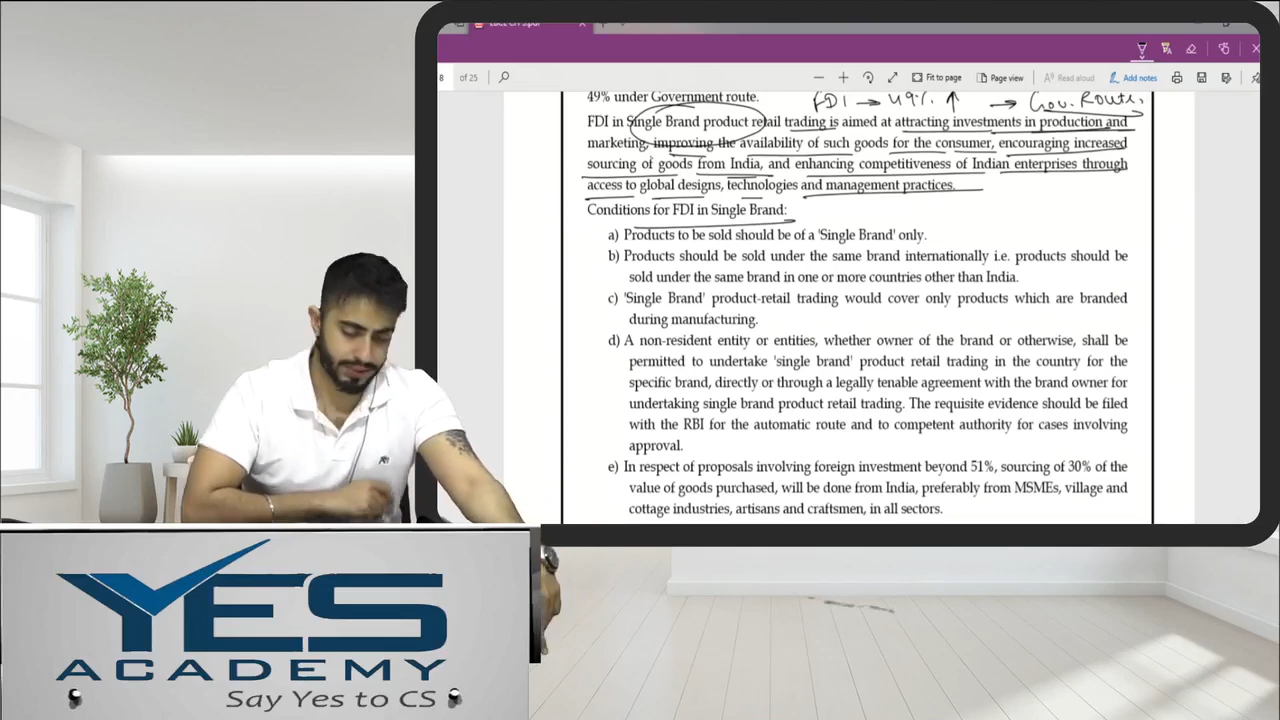 8 of 25
Fit to page
Page view
Read aloud
Add notes
49% under Government route.
FDI → 49% ↑ → Gov. Route.
FDI in Single Brand product retail trading is aimed at attracting investments in production and
marketing, improving the availability of such goods for the consumer, encouraging increased
sourcing of goods from India, and enhancing competitiveness of Indian enterprises through
access to global designs, technologies and management practices.
Conditions for FDI in Single Brand:
a) Products to be sold should be of a 'Single Brand' only.
b) Products should be sold under the same brand internationally i.e. products should be
sold under the same brand in one or more countries other than India.
c) 'Single Brand' product-retail trading would cover only products which are branded
during manufacturing.
d) A non-resident entity or entities, whether owner of the brand or otherwise, shall be
permitted to undertake 'single brand' product retail trading in the country for the
specific brand, directly or through a legally tenable agreement with the brand owner for
undertaking single brand product retail trading. The requisite evidence should be filed
with the RBI for the automatic route and to competent authority for cases involving
approval.
e) In respect of proposals involving foreign investment beyond 51%, sourcing of 30% of the
value of goods purchased, will be done from India, preferably from MSMEs, village and
cottage industries, artisans and craftsmen, in all sectors.
YES
ACADEMY
Say Yes to CS